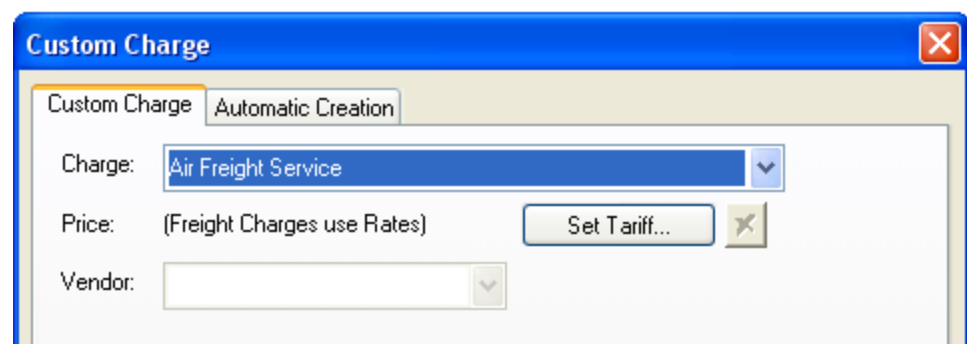 Custom Charge
Custom Charge Automatic Creation
Charge: Air Freight Service
Price: (Freight Charges use Rates) Set Tariff...
Vendor: